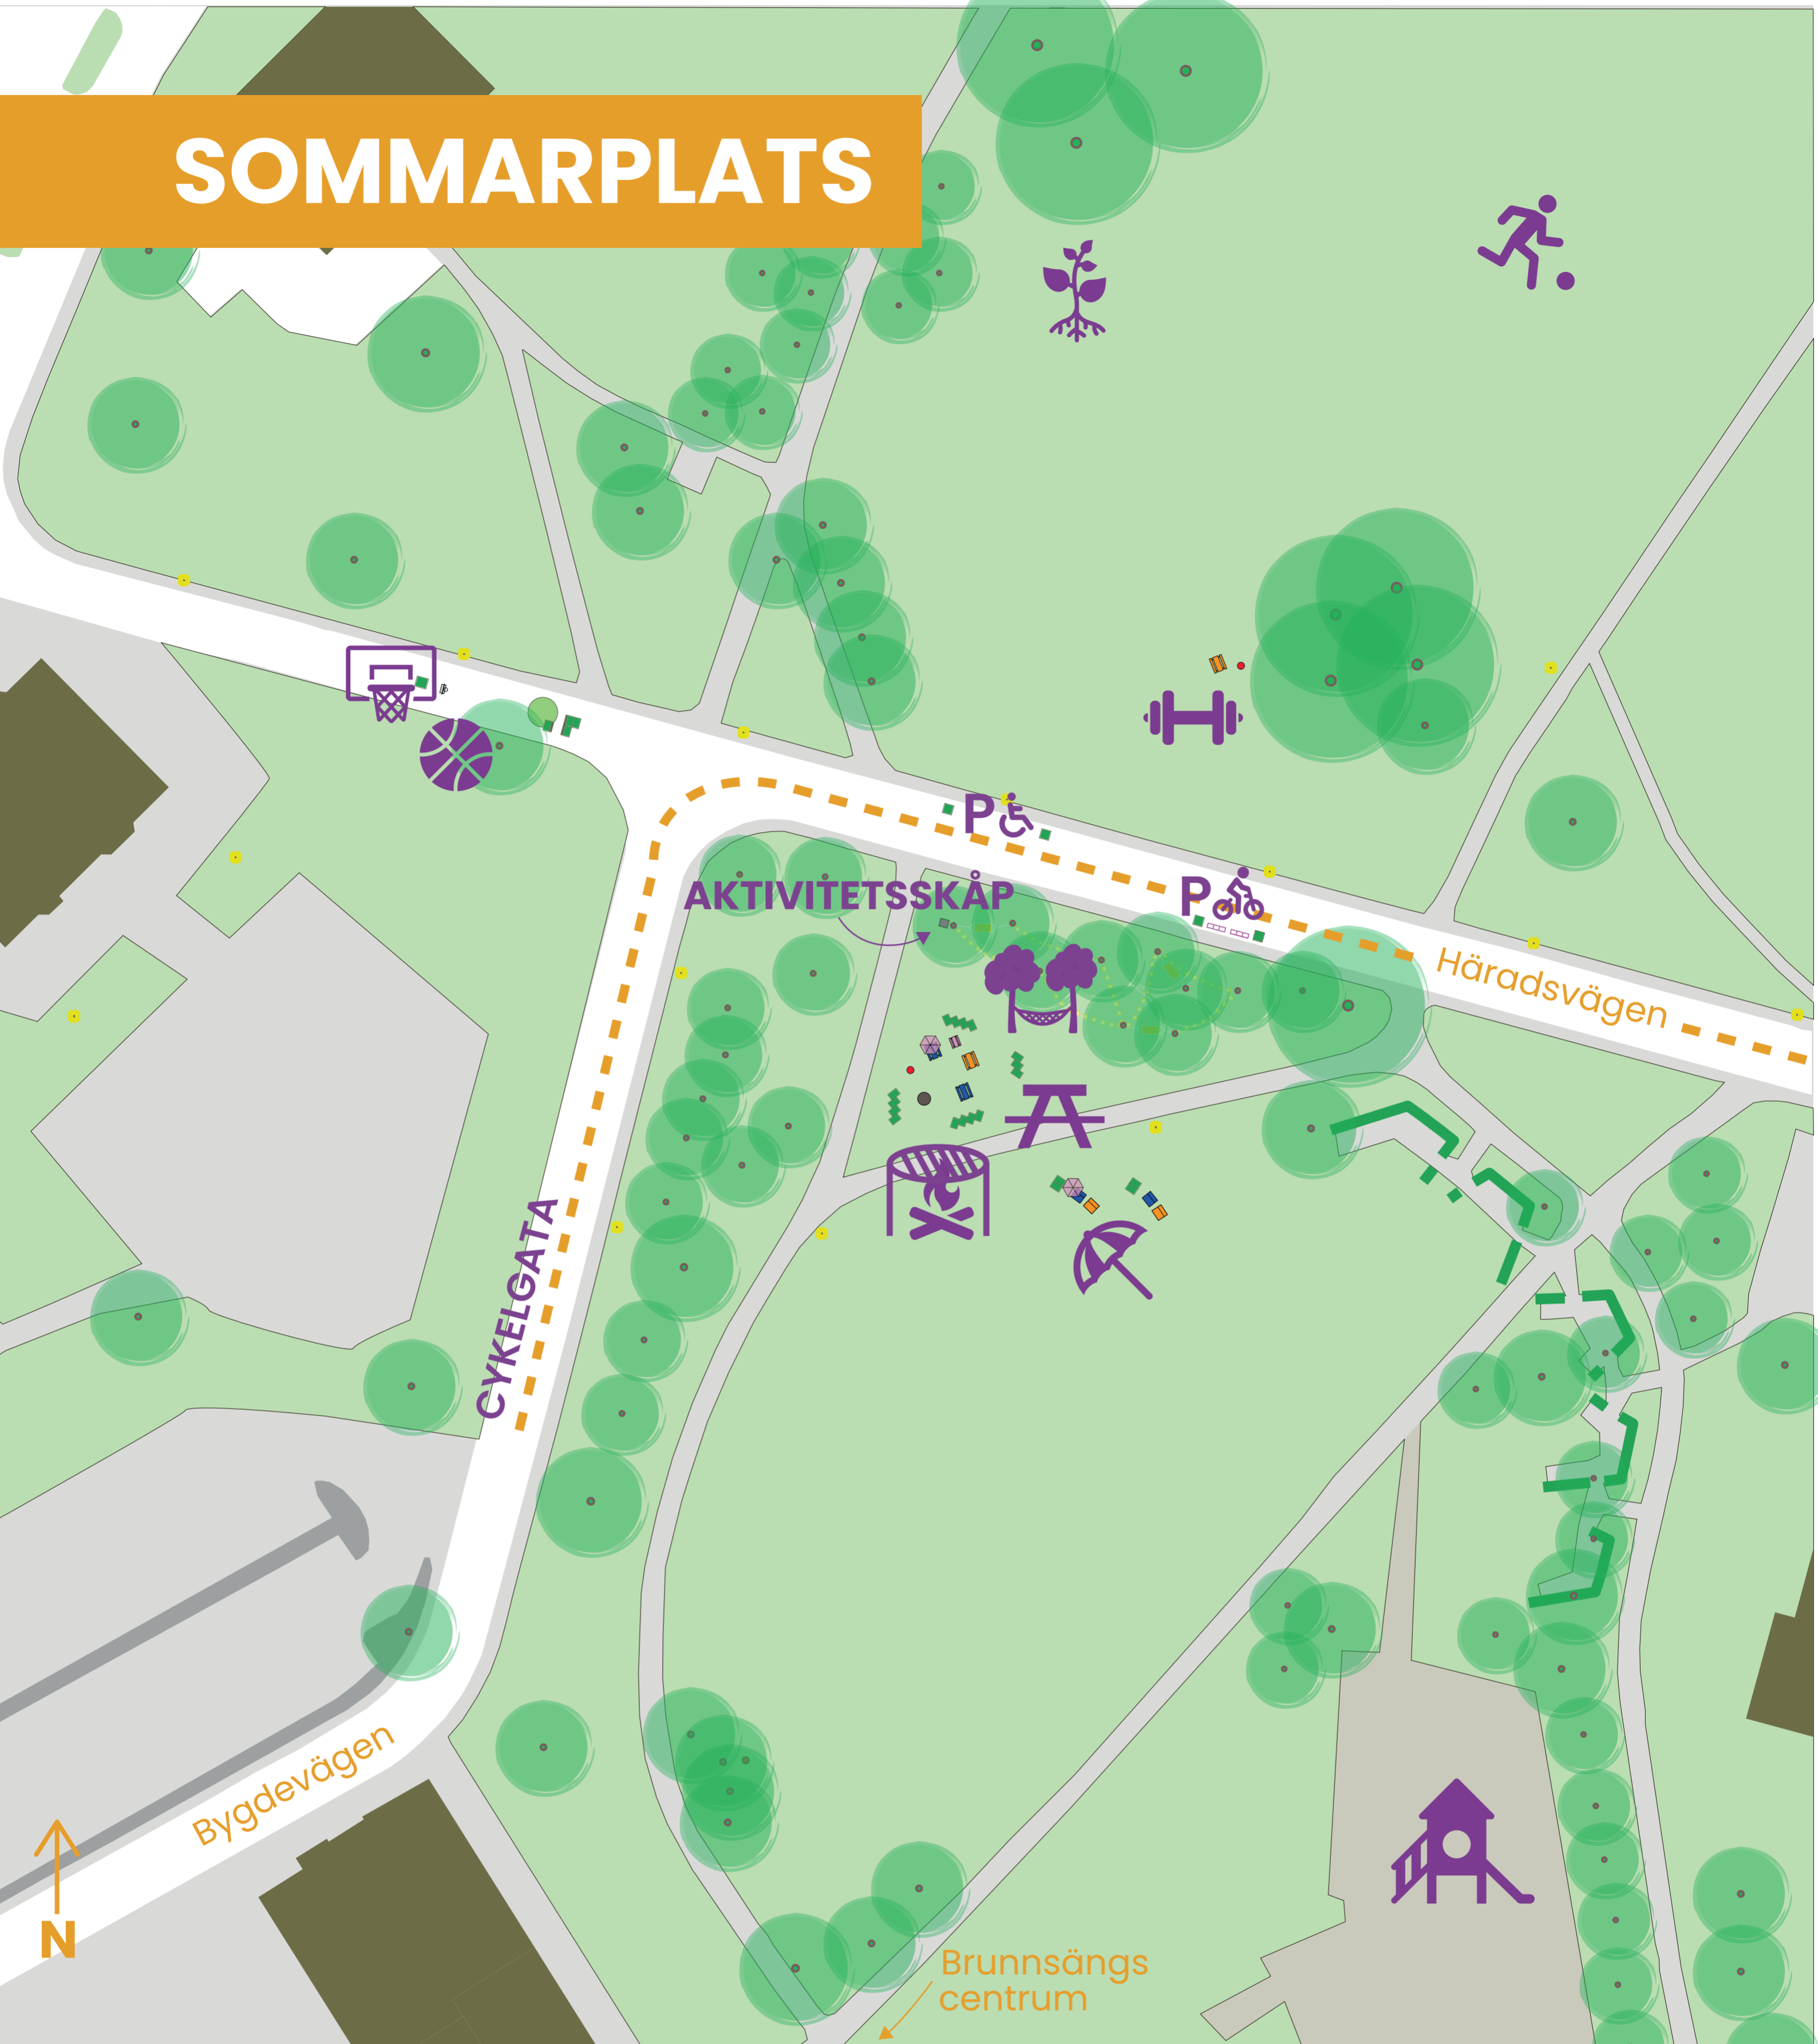 SOMMARPLATS
P
AKTIVITETSSKÅP
P
Häradsvägen
CYKELGATA
Bygdevägen
N
Brunnsängs
centrum